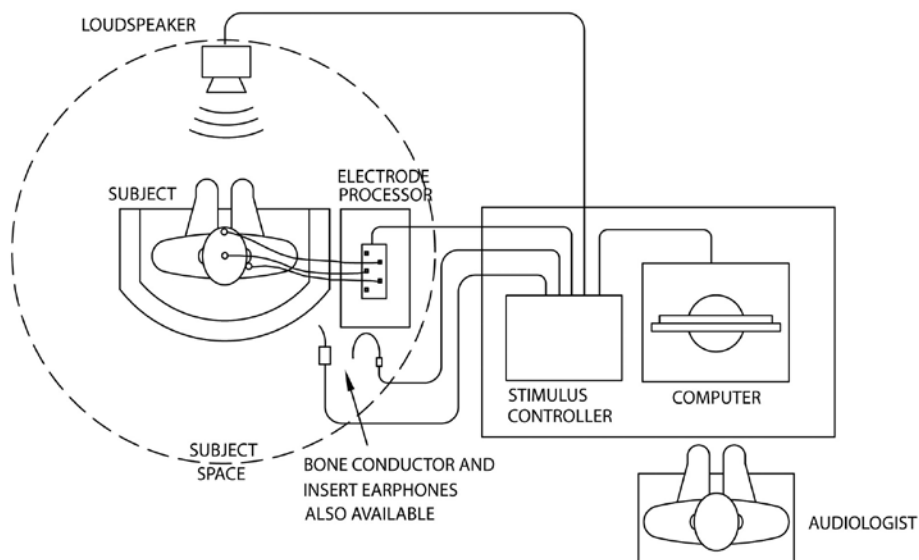 LOUDSPEAKER
SUBJECT
ELECTRODE
PROCESSOR
STIMULUS
CONTROLLER
COMPUTER
SUBJECT
SPACE
BONE CONDUCTOR AND
INSERT EARPHONES
ALSO AVAILABLE
AUDIOLOGIST